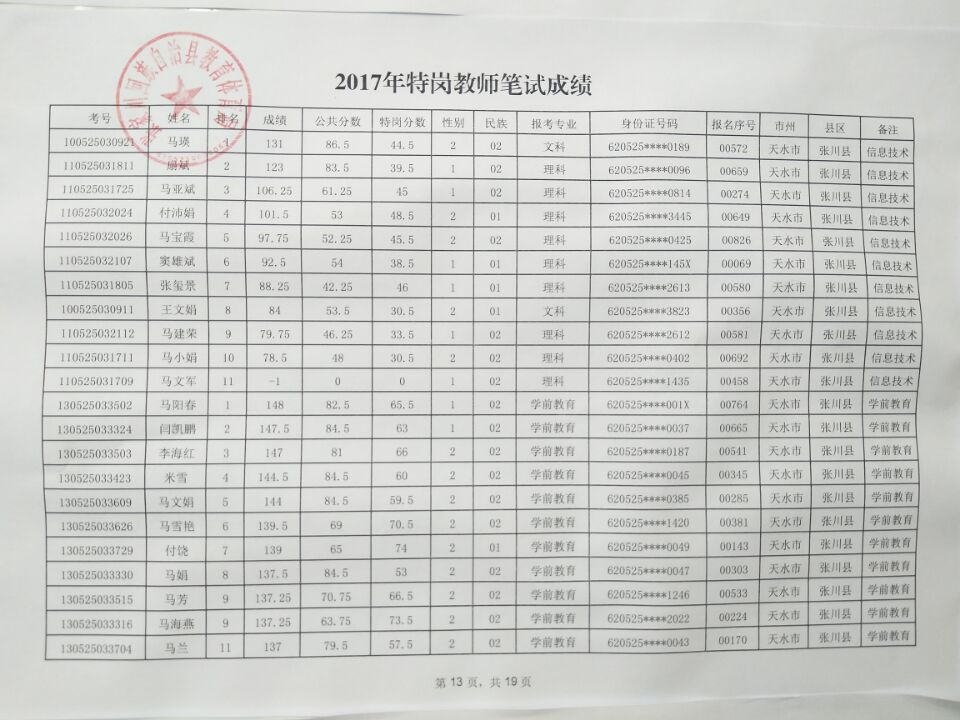 张家川回族自治县教育体育局
2017年特岗教师笔试成绩
考号 姓名 排名 成绩 公共分数 特岗分数 性别 民族 报考专业 身份证号码 报名序号 市州 县区 备注
100525030921 马瑛 1 131 86.5 44.5 2 02 文科 620525****0189 00572 天水市 张川县 信息技术
110525031811 斌 2 123 83.5 39.5 1 02 理科 620525****0096 00659 天水市 张川县 信息技术
110525031725 马亚斌 3 106.25 61.25 45 1 02 理科 620525****0814 00274 天水市 张川县 信息技术
110525032024 付沛娟 4 101.5 53 48.5 2 01 理科 620525****3445 00649 天水市 张川县 信息技术
110525032026 马宝霞 5 97.75 52.25 45.5 2 02 理科 620525****0425 00826 天水市 张川县 信息技术
110525032107 窦雄斌 6 92.5 54 38.5 1 01 理科 620525****145X 00069 天水市 张川县 信息技术
110525031805 张玺景 7 88.25 42.25 46 1 01 理科 620525****2613 00580 天水市 张川县 信息技术
100525030911 王文娟 8 84 53.5 30.5 2 01 文科 620525****3823 00356 天水市 张川县 信息技术
110525032112 马建荣 9 79.75 46.25 33.5 1 02 理科 620525****2612 00581 天水市 张川县 信息技术
110525031711 马小娟 10 78.5 48 30.5 2 02 理科 620525****0402 00692 天水市 张川县 信息技术
110525031709 马文军 11 -1 0 0 1 02 理科 620525****1435 00458 天水市 张川县 信息技术
130525033502 马阳春 1 148 82.5 65.5 1 02 学前教育 620525****001X 00764 天水市 张川县 学前教育
130525033324 闫凯鹏 2 147.5 84.5 63 1 02 学前教育 620525****0037 00665 天水市 张川县 学前教育
130525033503 李海红 3 147 81 66 2 02 学前教育 620525****0187 00541 天水市 张川县 学前教育
130525033423 米雪 4 144.5 84.5 60 2 02 学前教育 620525****0045 00345 天水市 张川县 学前教育
130525033609 马文娟 5 144 84.5 59.5 2 02 学前教育 620525****0385 00285 天水市 张川县 学前教育
130525033626 马雪艳 6 139.5 69 70.5 2 02 学前教育 620525****1420 00381 天水市 张川县 学前教育
130525033729 付饶 7 139 65 74 2 01 学前教育 620525****0049 00143 天水市 张川县 学前教育
130525033330 马娟 8 137.5 84.5 53 2 02 学前教育 620525****0047 00303 天水市 张川县 学前教育
130525033515 马芳 9 137.25 70.75 66.5 2 02 学前教育 620525****1246 00533 天水市 张川县 学前教育
130525033316 马海燕 9 137.25 63.75 73.5 2 02 学前教育 620525****2022 00224 天水市 张川县 学前教育
130525033704 马兰 11 137 79.5 57.5 2 02 学前教育 620525****0043 00170 天水市 张川县 学前教育
第 13 页，共 19 页